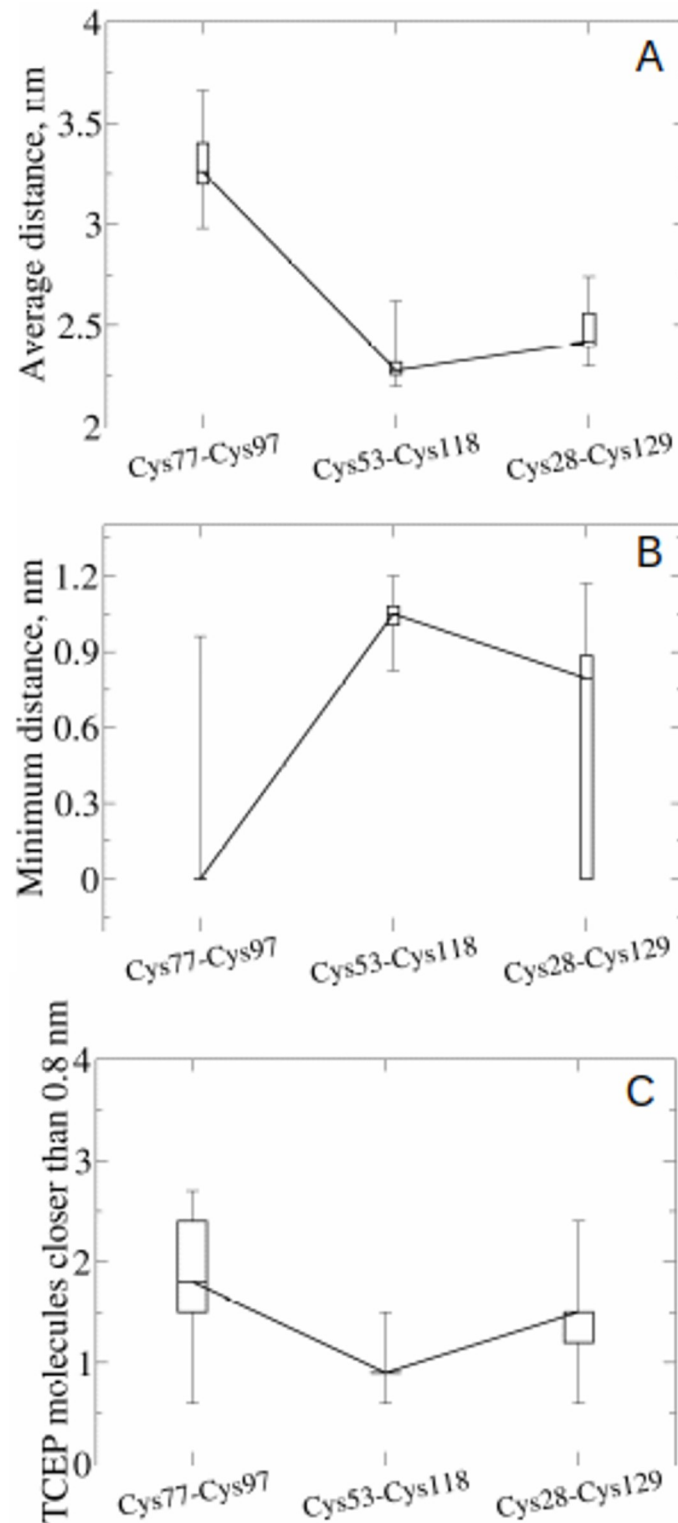 A
Average distance, nm
4
3.5
3
2.5
2
Cys77-Cys97
Cys53-Cys118
Cys28-Cys129
B
Minimum distance, nm
1.2
0.9
0.6
0.3
0
Cys77-Cys97
Cys53-Cys118
Cys28-Cys129
C
TCEP molecules closer than 0.8 nm
4
3
2
1
0
Cys77-Cys97
Cys53-Cys118
Cys28-Cys129